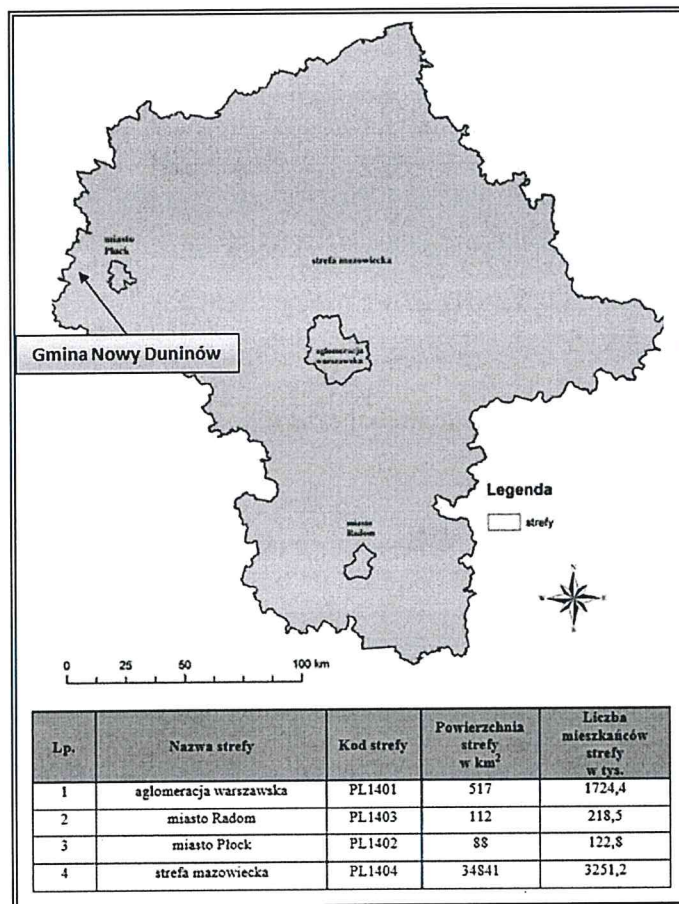 miasto
Płock
strefa mazowiecka
Gmina Nowy Duninów
aglomeracja
warszawska
Legenda
strefy
miasto
Radom
N
W E
S
0 25 50 100 km
Lp. Nazwa strefy Kod strefy Powierzchnia strefy w km² Liczba mieszkańców strefy w tys.
1 aglomeracja warszawska PL1401 517 1724,4
2 miasto Radom PL1403 112 218,5
3 miasto Płock PL1402 88 122,8
4 strefa mazowiecka PL1404 34841 3251,2